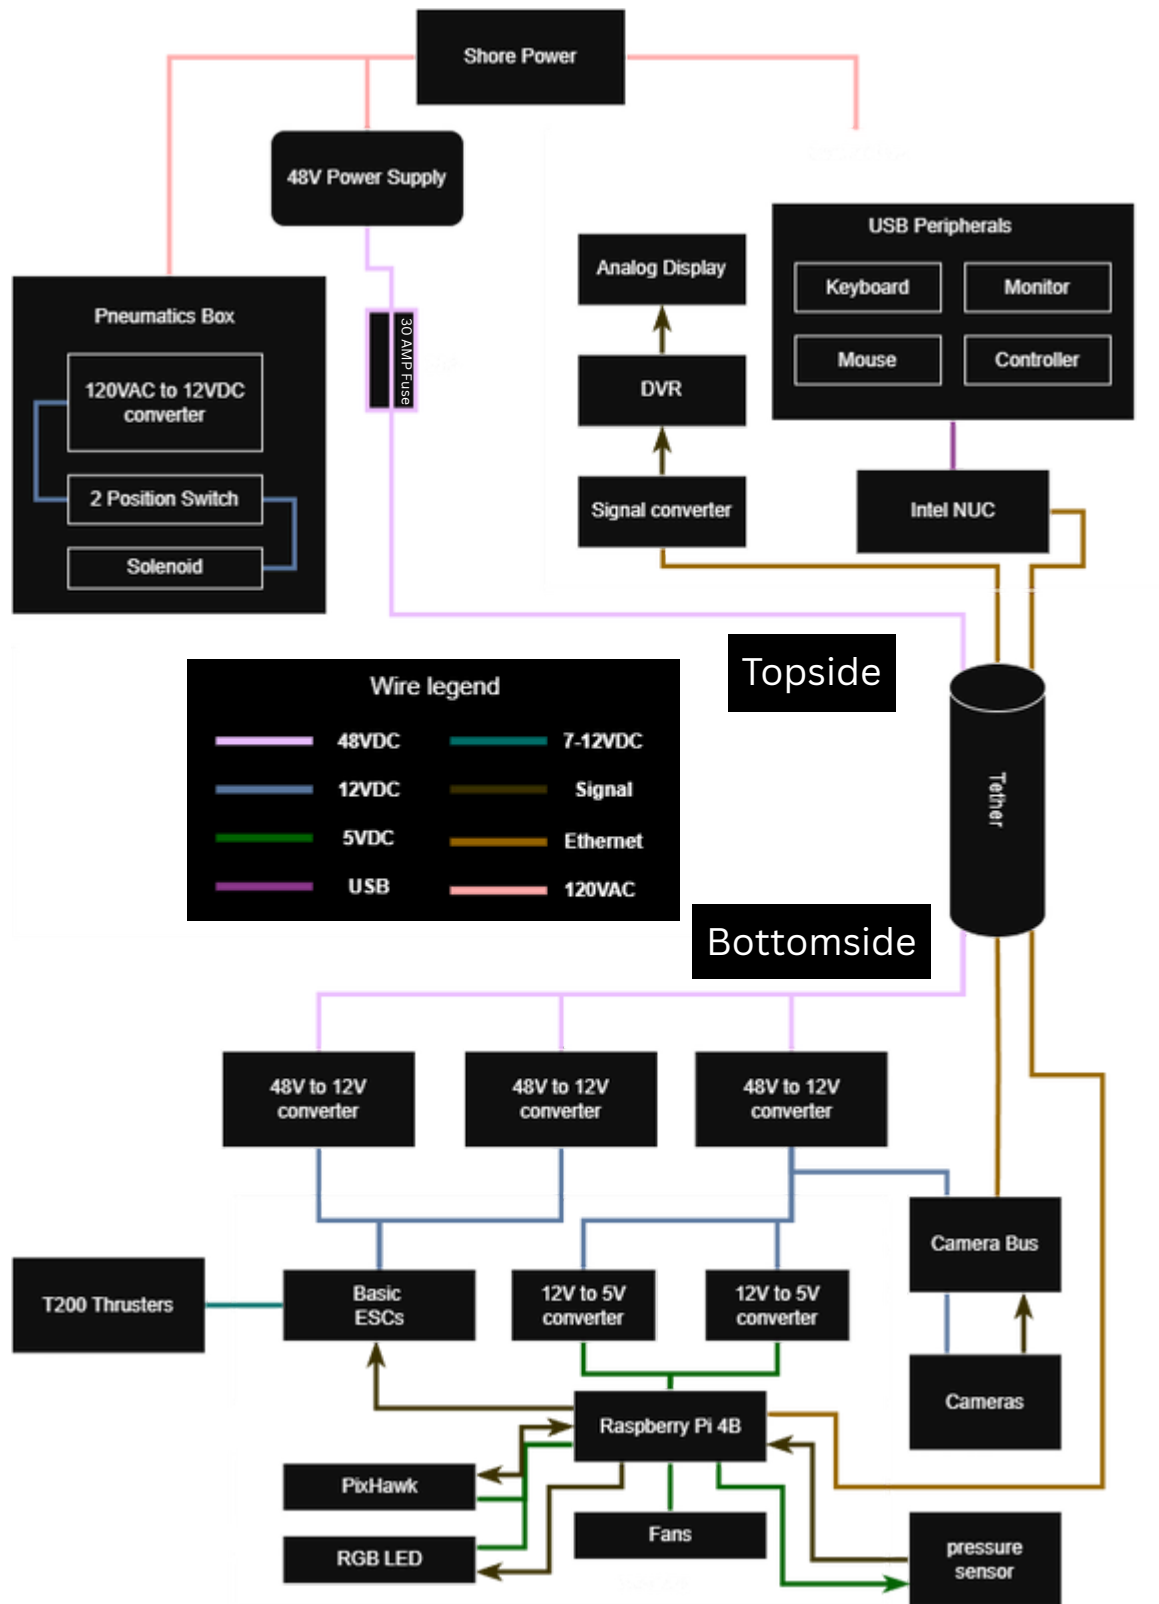 Shore Power
48V Power Supply
30 AMP Fuse
Pneumatics Box
120VAC to 12VDC
converter
2 Position Switch
Solenoid
Analog Display
DVR
Signal converter
USB Peripherals
Keyboard
Monitor
Mouse
Controller
Intel NUC
Topside
Wire legend
48VDC
7-12VDC
12VDC
Signal
5VDC
Ethernet
USB
120VAC
Tether
Bottomside
48V to 12V
converter
48V to 12V
converter
48V to 12V
converter
Camera Bus
T200 Thrusters
Basic
ESCs
12V to 5V
converter
12V to 5V
converter
Cameras
Raspberry Pi 4B
PixHawk
Fans
RGB LED
pressure
sensor